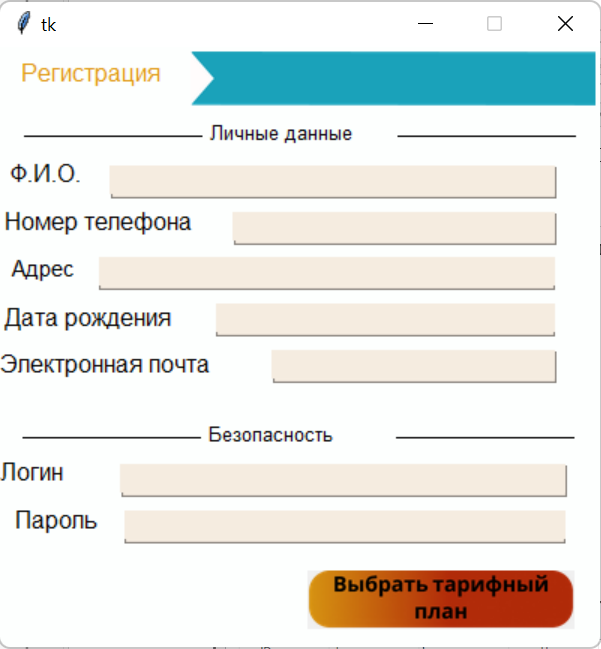 tk
Регистрация
Личные данные
Ф.И.О.
Номер телефона
Адрес
Дата рождения
Электронная почта
Безопасность
Логин
Пароль
Выбрать тарифный
план